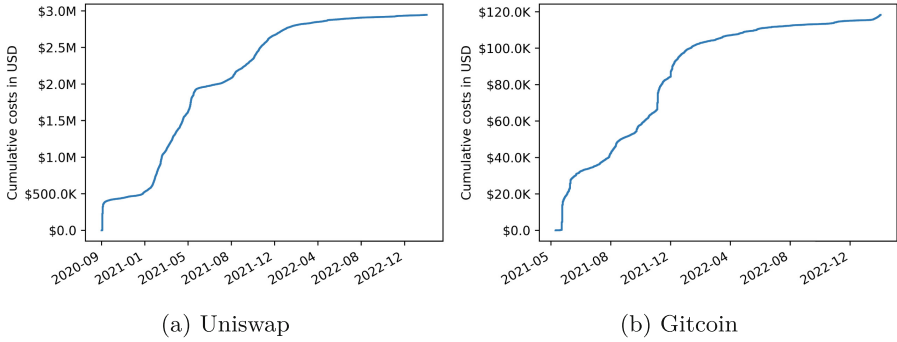 Cumulative costs in USD
$3.0M
$2.5M
$2.0M
$1.5M
$1.0M
$500.0K
$0.0
2020-09
2021-01
2021-05
2021-08
2021-12
2022-04
2022-08
2022-12
(a) Uniswap
Cumulative costs in USD
$120.0K
$100.0K
$80.0K
$60.0K
$40.0K
$20.0K
$0.0
2021-05
2021-08
2021-12
2022-04
2022-08
2022-12
(b) Gitcoin